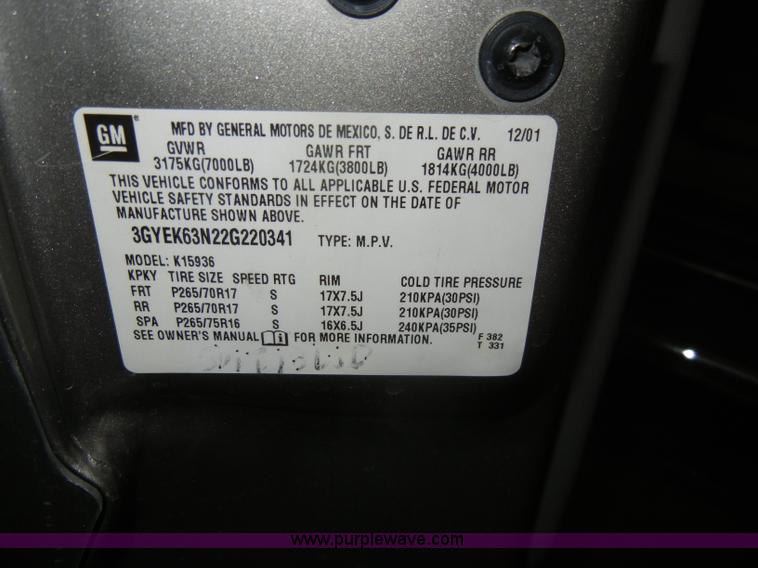 GM ®
MFD BY GENERAL MOTORS DE MEXICO, S. DE R.L. DE C.V. 12/01
GVWR GAWR FRT GAWR RR
3175KG(7000LB) 1724KG(3800LB) 1814KG(4000LB)
THIS VEHICLE CONFORMS TO ALL APPLICABLE U.S. FEDERAL MOTOR
VEHICLE SAFETY STANDARDS IN EFFECT ON THE DATE OF
MANUFACTURE SHOWN ABOVE.
3GYEK63N22G220341 TYPE: M.P.V.
MODEL: K15936
KPKY TIRE SIZE SPEED RTG RIM COLD TIRE PRESSURE
FRT P265/70R17 S 17X7.5J 210KPA(30PSI)
RR P265/70R17 S 17X7.5J 210KPA(30PSI)
SPA P265/75R16 S 16X6.5J 240KPA(35PSI)
SEE OWNER'S MANUAL FOR MORE INFORMATION.
F 382
T 331
www.purplewave.com